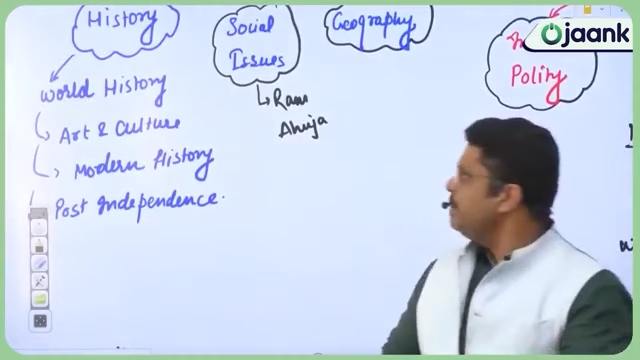 History
World History
Art & Culture
Modern History
Post Independence.
Social
Issues
Ram
Ahuja
Geography
Polity
Ojaank